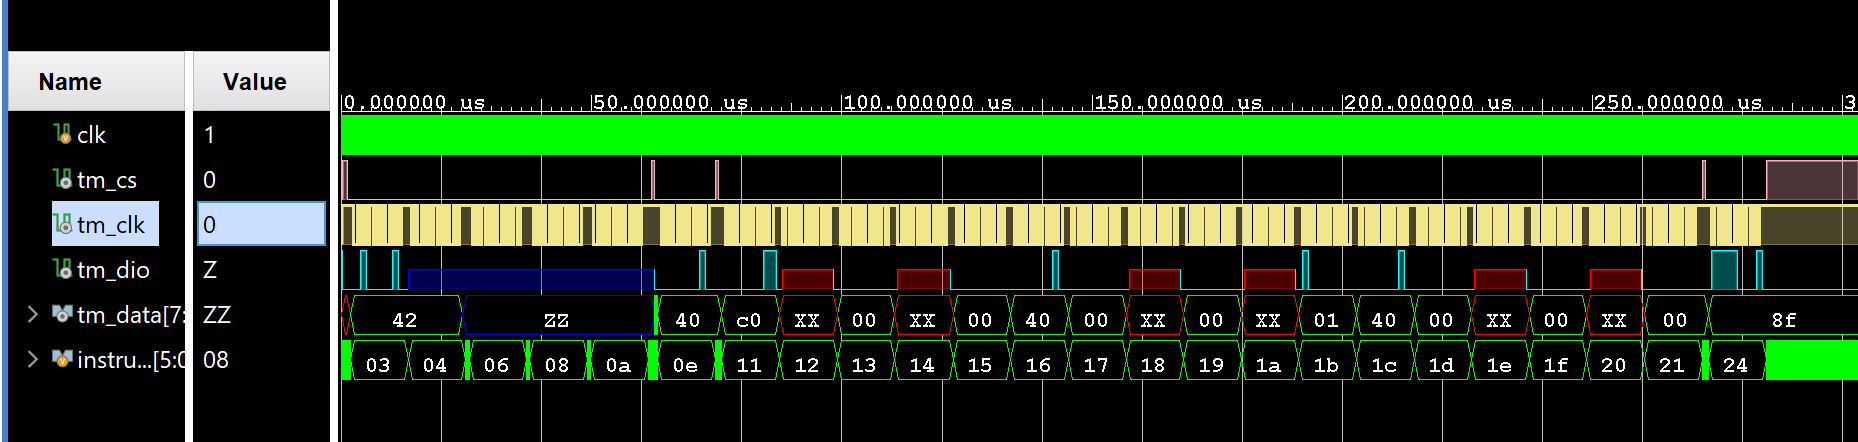 Name Value
0.000000 us 50.000000 us 100.000000 us 150.000000 us 200.000000 us 250.000000 us 3
clk 1
tm_cs 0
tm_clk 0
tm_dio Z
tm_data[7: ZZ 42 ZZ 40 c0 XX 00 XX 00 40 00 XX 00 XX 01 40 00 XX 00 XX 00 8f
instru...[5:0 08 03 04 06 08 0a 0e 11 12 13 14 15 16 17 18 19 1a 1b 1c 1d 1e 1f 20 21 24